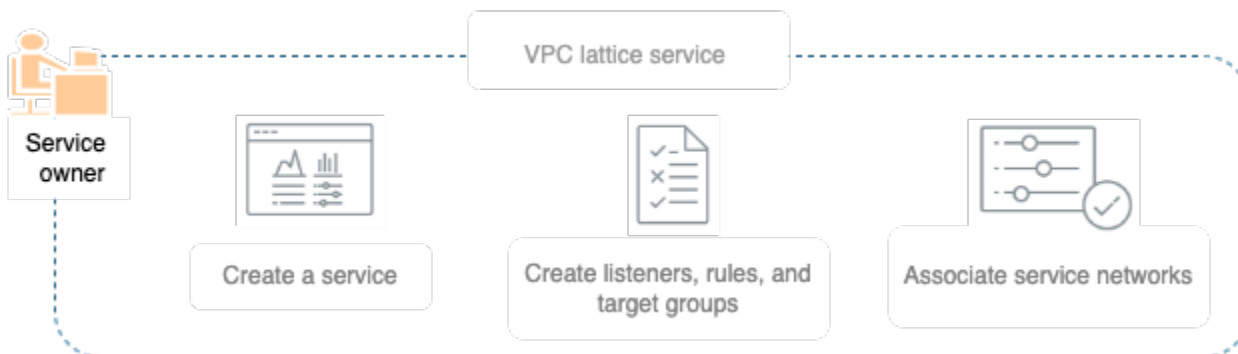 VPC lattice service
Service
owner
Create a service
Create listeners, rules, and
target groups
Associate service networks